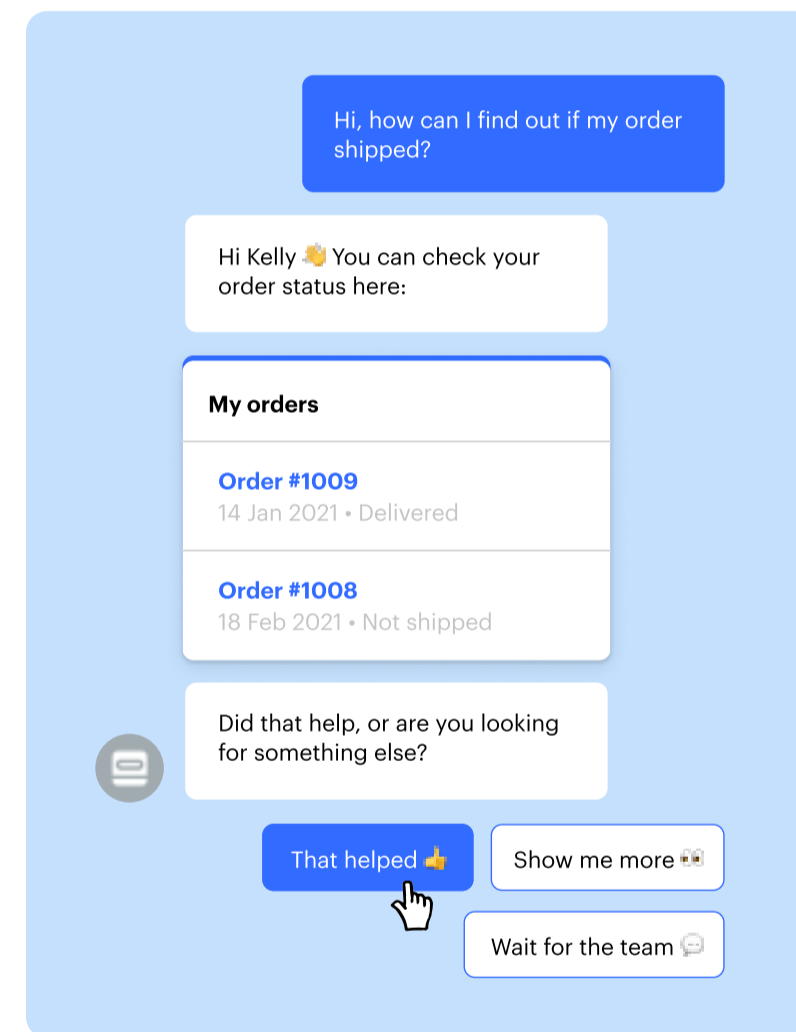 Hi, how can I find out if my order
shipped?
Hi Kelly 👋 You can check your
order status here:
My orders
Order #1009
14 Jan 2021 • Delivered
Order #1008
18 Feb 2021 • Not shipped
Did that help, or are you looking
for something else?
That helped 👍
Show me more 👀
Wait for the team 💬